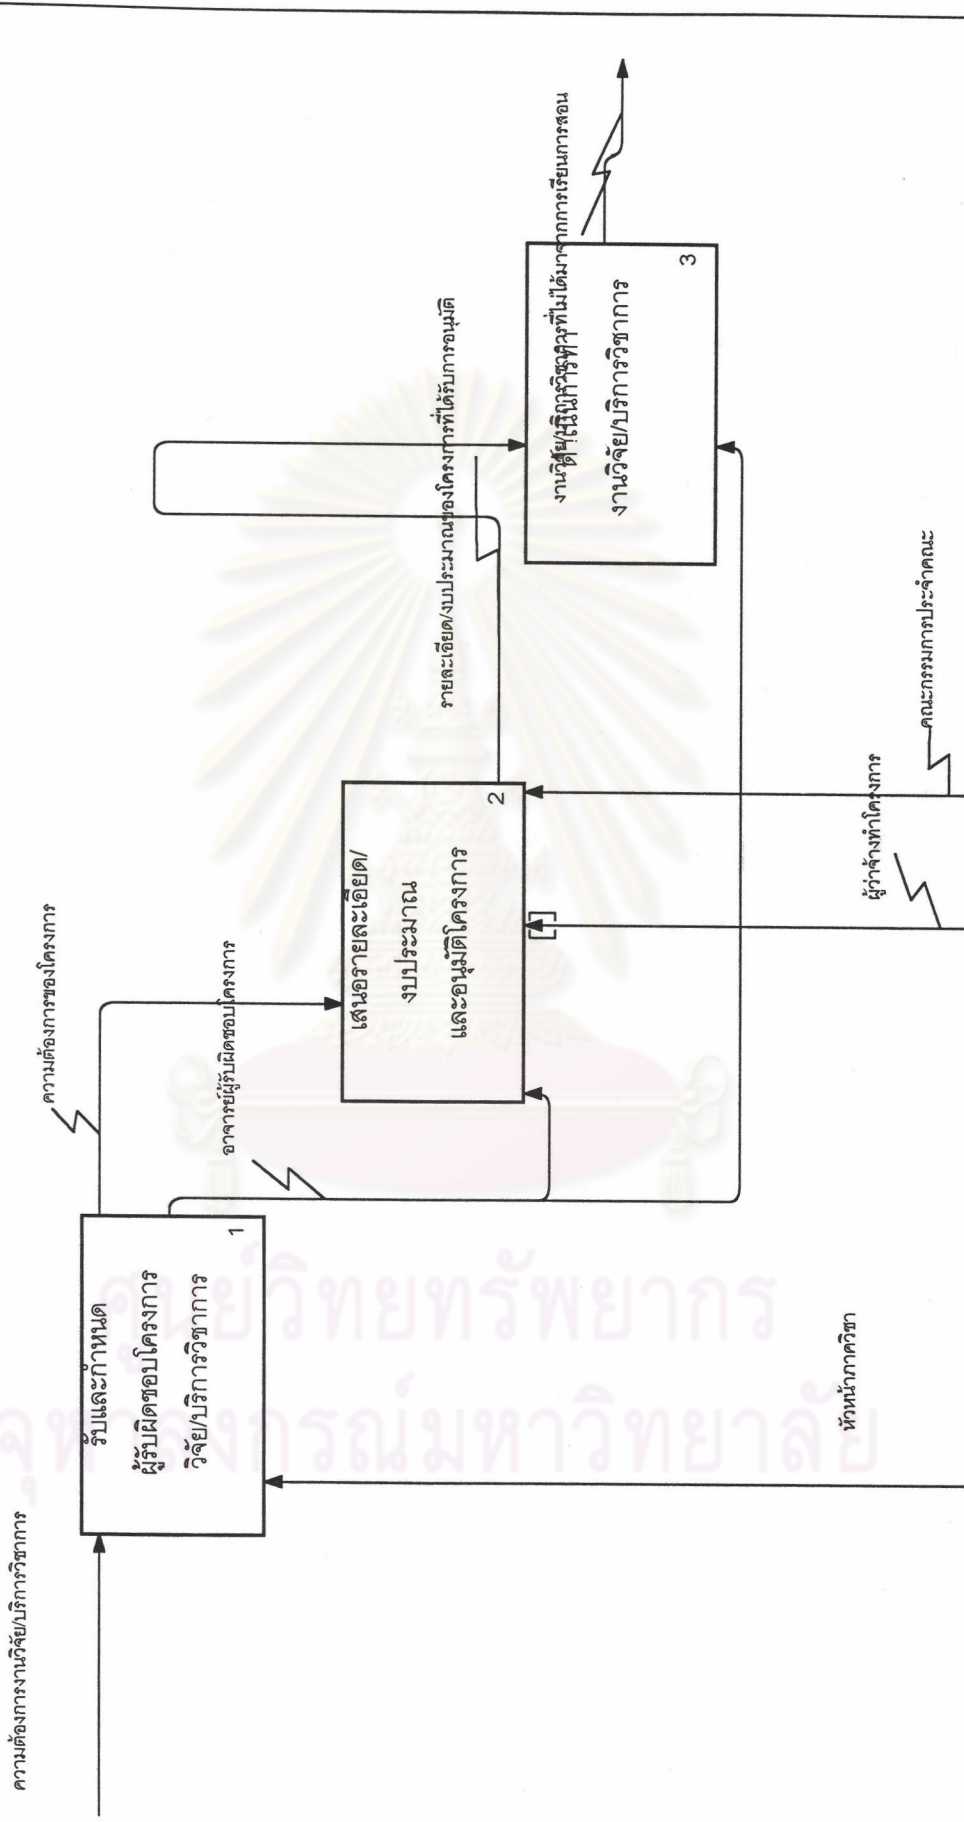 ความต้องการงานวิจัย/บริการวิชาการ
รับและกำหนด
ผู้รับผิดชอบโครงการ
วิจัย/บริการวิชาการ
1
ความต้องการของโครงการ
อาจารย์ผู้รับผิดชอบโครงการ
หัวหน้าภาควิชา
เสนอรายละเอียด/
งบประมาณ
และอนุมัติโครงการ
2
รายละเอียด/งบประมาณของโครงการที่ได้รับการอนุมัติ
ผู้ว่าจ้างทำโครงการ
คณะกรรมการประจำคณะ
งานวิจัย/บริการวิชาการที่ไม่ได้มาจากการเรียนการสอน
ดำเนินการทำ
งานวิจัย/บริการวิชาการ
3
ศูนย์วิทยทรัพยากร
จุฬาลงกรณ์มหาวิทยาลัย